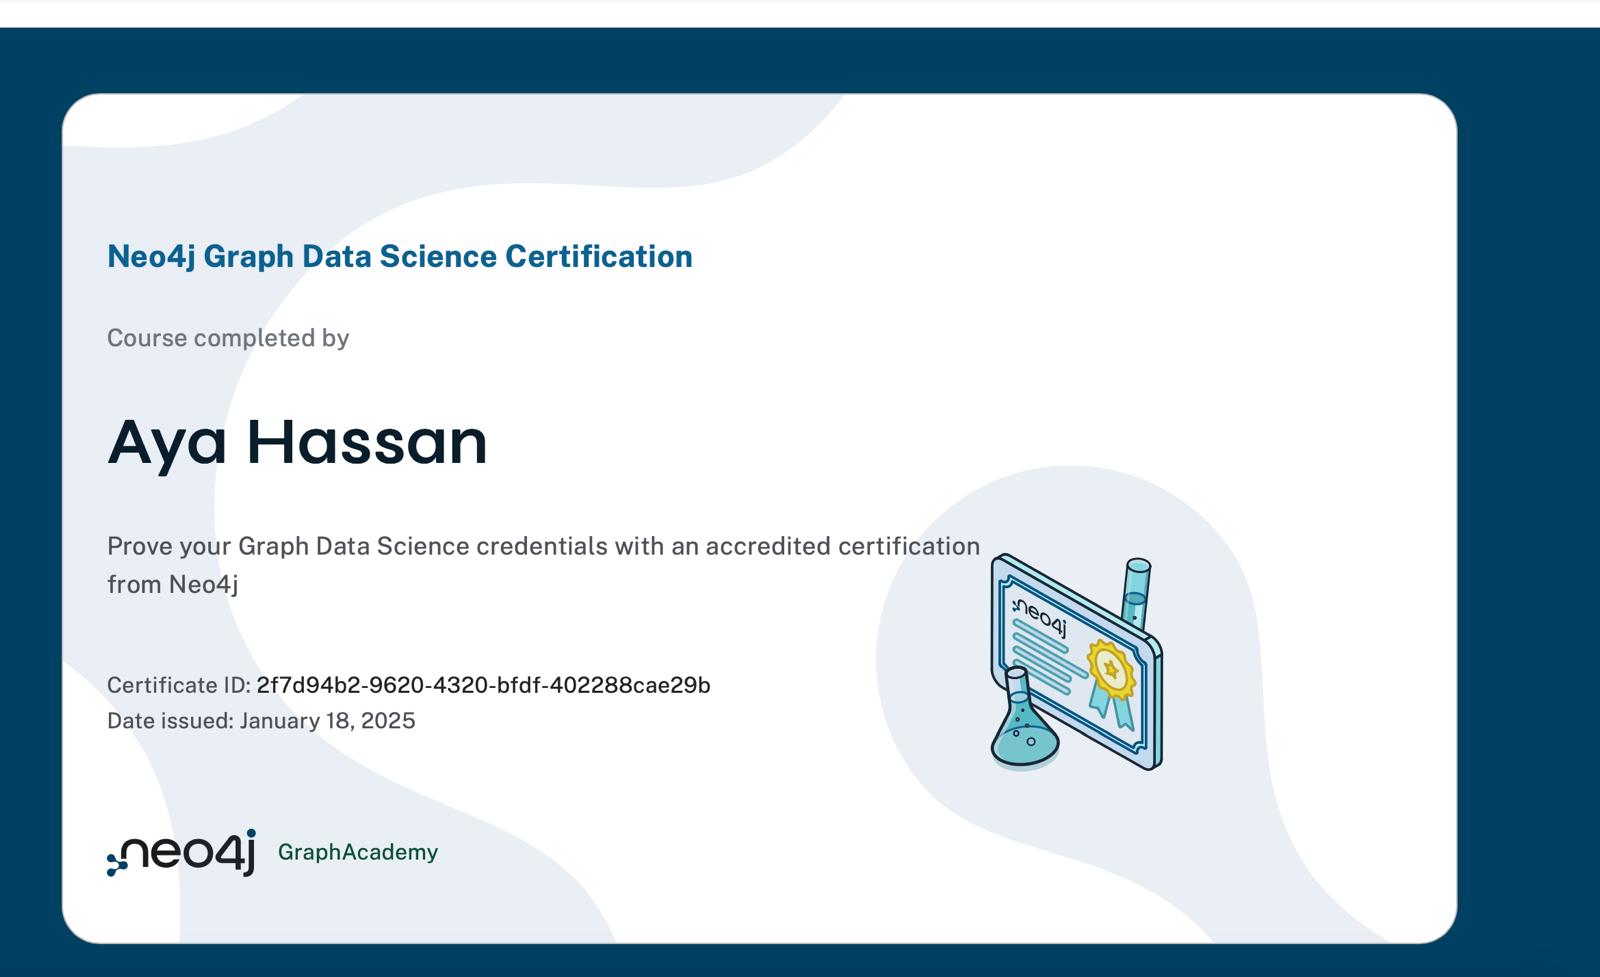 Neo4j Graph Data Science Certification
Course completed by
Aya Hassan
Prove your Graph Data Science credentials with an accredited certification
from Neo4j
neo4j
Certificate ID: 2f7d94b2-9620-4320-bfdf-402288cae29b
Date issued: January 18, 2025
neo4j GraphAcademy